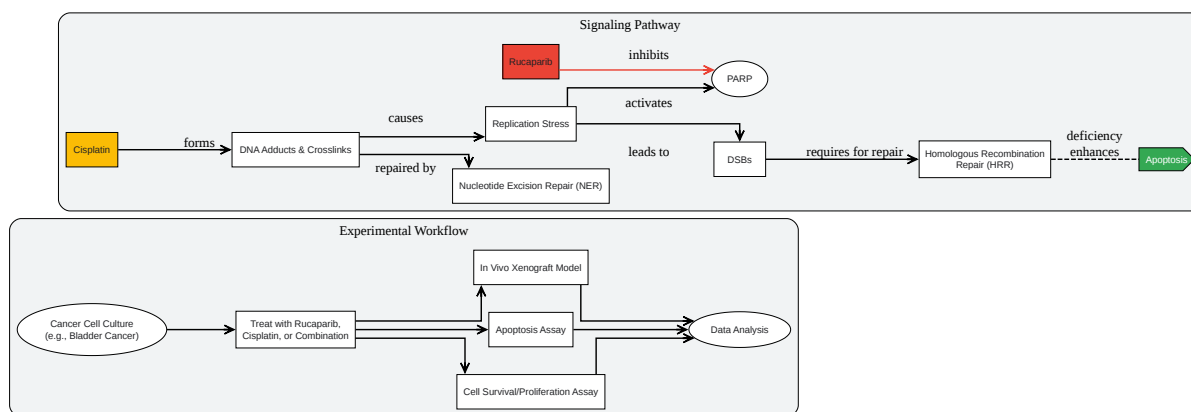 Signaling Pathway
Rucaparib
inhibits
PARP
activates
causes
Replication Stress
Cisplatin
forms
DNA Adducts & Crosslinks
repaired by
Nucleotide Excision Repair (NER)
leads to
DSBs
requires for repair
Homologous Recombination
Repair (HRR)
deficiency
enhances
Apoptosis
Experimental Workflow
In Vivo Xenograft Model
Cancer Cell Culture
(e.g., Bladder Cancer)
Treat with Rucaparib,
Cisplatin, or Combination
Apoptosis Assay
Data Analysis
Cell Survival/Proliferation Assay